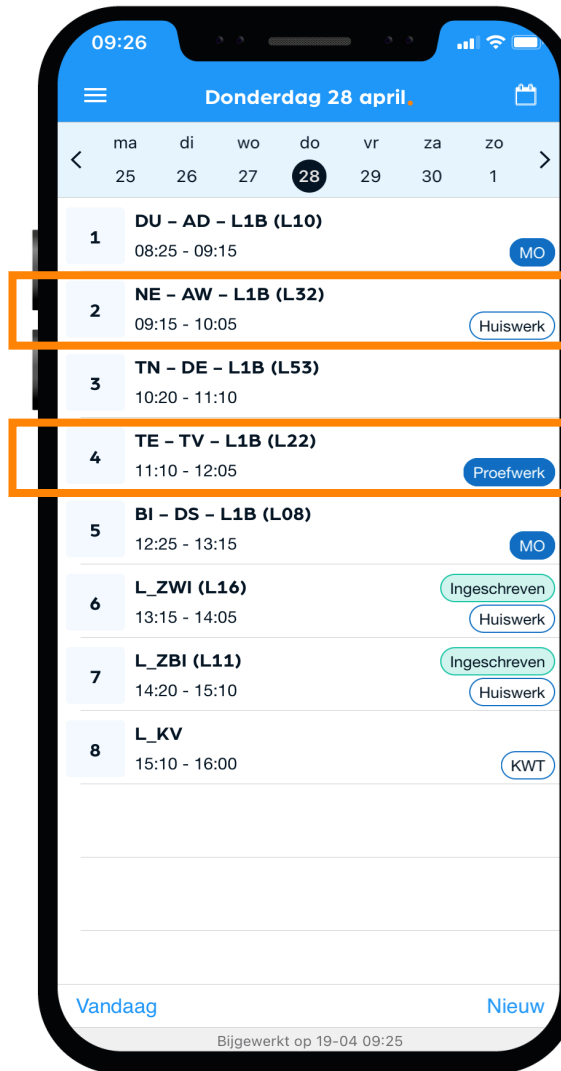 09:26
Donderdag 28 april.
ma di wo do vr za zo
25 26 27 28 29 30 1
1
DU – AD – L1B (L10)
08:25 - 09:15
MO
2
NE – AW – L1B (L32)
09:15 - 10:05
Huiswerk
3
TN – DE – L1B (L53)
10:20 - 11:10
4
TE – TV – L1B (L22)
11:10 - 12:05
Proefwerk
5
BI – DS – L1B (L08)
12:25 - 13:15
MO
6
L_ZWI (L16)
Ingeschreven
13:15 - 14:05
Huiswerk
7
L_ZBI (L11)
Ingeschreven
14:20 - 15:10
Huiswerk
8
L_KV
15:10 - 16:00
KWT
Vandaag Nieuw
Bijgewerkt op 19-04 09:25